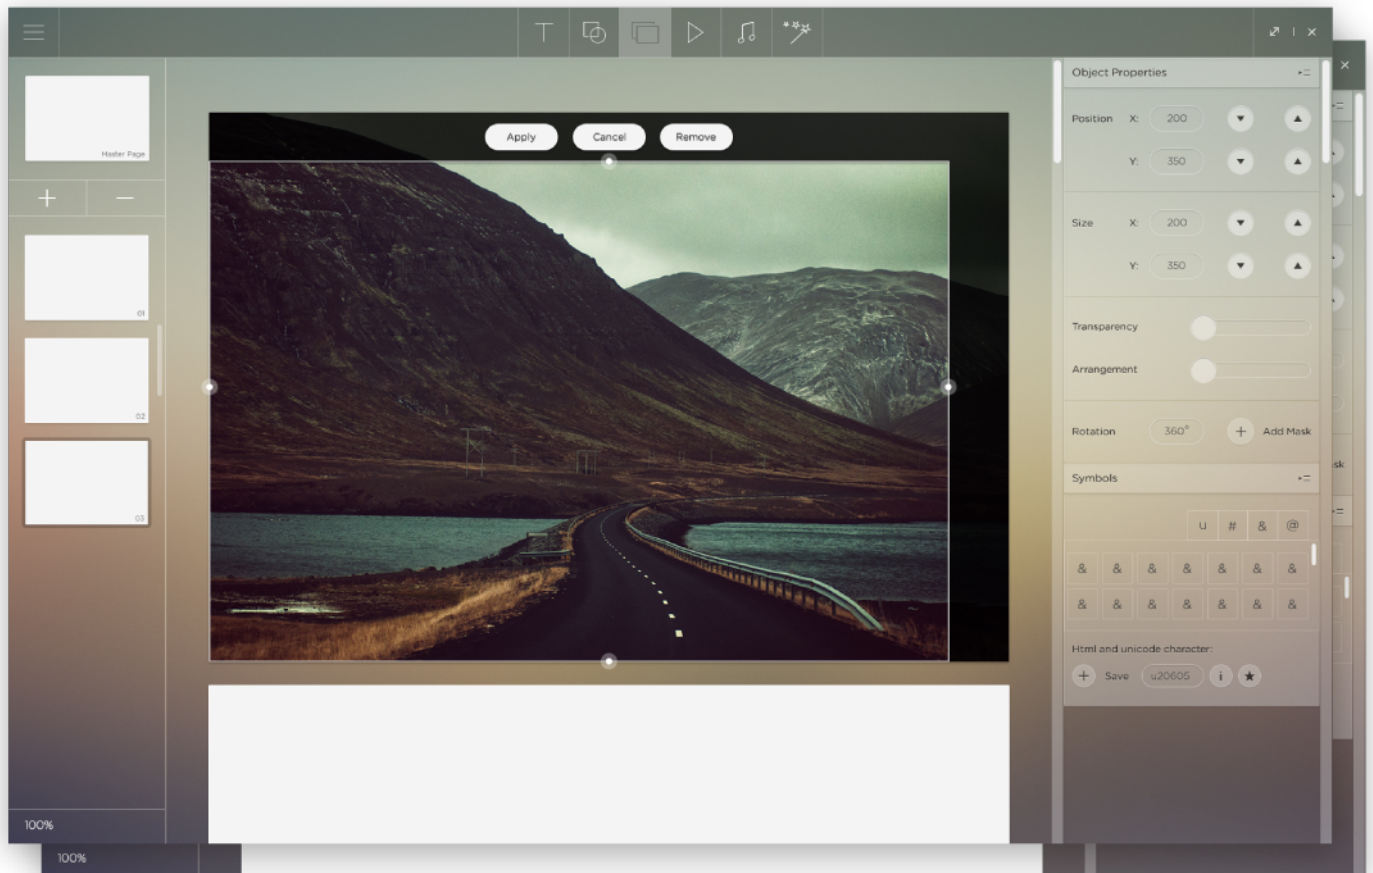 T
Object Properties
Position X: 200
Y: 350
Size X: 200
Y: 350
Transparency
Arrangement
Rotation 360° + Add Mask
Symbols
u # & @
& & & & & & &
& & & & & & &
Html and unicode character:
+ Save u20605 i
Master Page
01
02
03
100%
Apply Cancel Remove
sk
100%